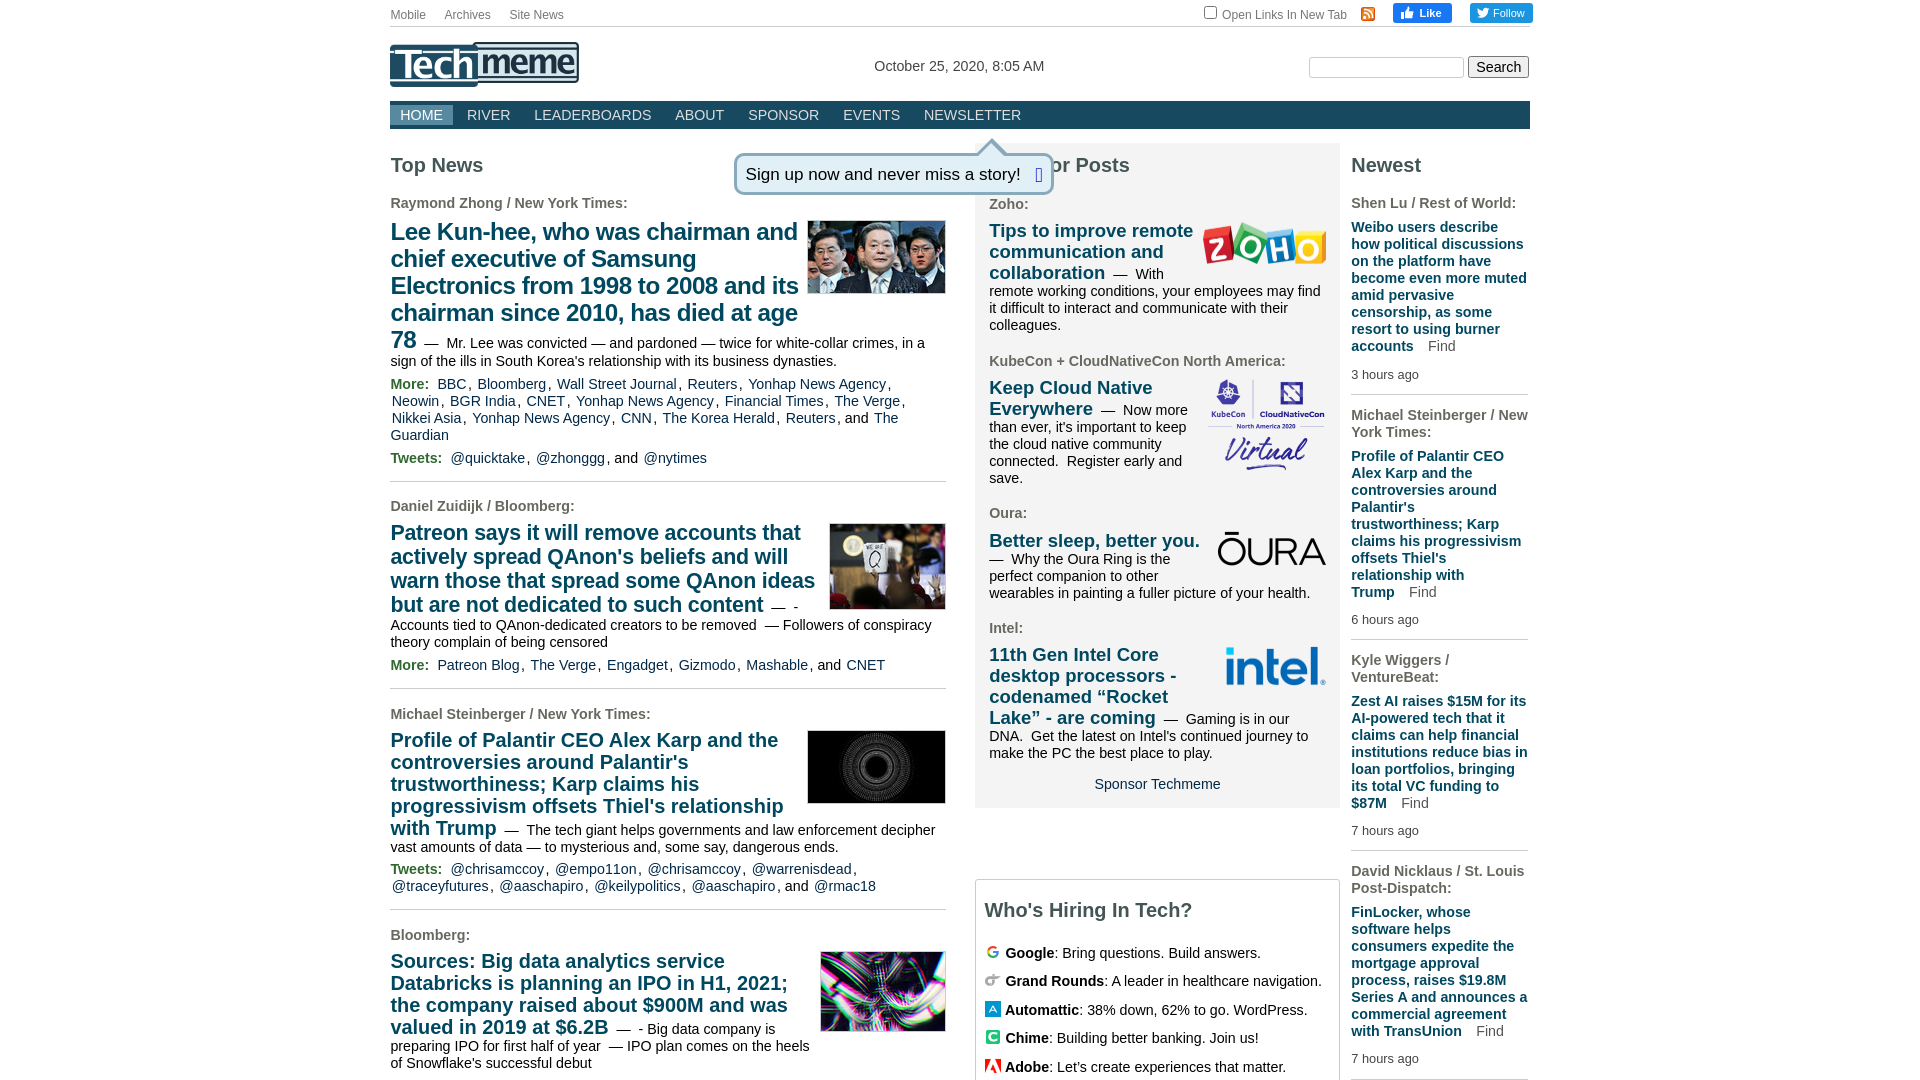 Mobile Archives Site News
Open Links In New Tab
Like
Follow
Techmeme
October 25, 2020, 8:05 AM
Search
HOME RIVER LEADERBOARDS ABOUT SPONSOR EVENTS NEWSLETTER
Sign up now and never miss a story!
Top News
Raymond Zhong / New York Times:
Lee Kun-hee, who was chairman and
chief executive of Samsung
Electronics from 1998 to 2008 and its
chairman since 2010, has died at age
78 — Mr. Lee was convicted — and pardoned — twice for white-collar crimes, in a
sign of the ills in South Korea's relationship with its business dynasties.
More: BBC, Bloomberg, Wall Street Journal, Reuters, Yonhap News Agency,
Neowin, BGR India, CNET, Yonhap News Agency, Financial Times, The Verge,
Nikkei Asia, Yonhap News Agency, CNN, The Korea Herald, Reuters, and The
Guardian
Tweets: @quicktake, @zhonggg, and @nytimes
Daniel Zuidijk / Bloomberg:
Patreon says it will remove accounts that
actively spread QAnon's beliefs and will
warn those that spread some QAnon ideas
but are not dedicated to such content — -
Accounts tied to QAnon-dedicated creators to be removed — Followers of conspiracy
theory complain of being censored
WE ARE
Q
More: Patreon Blog, The Verge, Engadget, Gizmodo, Mashable, and CNET
Michael Steinberger / New York Times:
Profile of Palantir CEO Alex Karp and the
controversies around Palantir's
trustworthiness; Karp claims his
progressivism offsets Thiel's relationship
with Trump — The tech giant helps governments and law enforcement decipher
vast amounts of data — to mysterious and, some say, dangerous ends.
Tweets: @chrisamccoy, @empo11on, @chrisamccoy, @warrenisdead,
@traceyfutures, @aaschapiro, @keilypolitics, @aaschapiro, and @rmac18
Bloomberg:
Sources: Big data analytics service
Databricks is planning an IPO in H1, 2021;
the company raised about $900M and was
valued in 2019 at $6.2B — - Big data company is
preparing IPO for first half of year — IPO plan comes on the heels
of Snowflake's successful debut
or Posts
Zoho:
Tips to improve remote
communication and
collaboration — With
remote working conditions, your employees may find
it difficult to interact and communicate with their
colleagues.
ZOHO
KubeCon + CloudNativeCon North America:
Keep Cloud Native
Everywhere — Now more
than ever, it's important to keep
the cloud native community
connected. Register early and
save.
KubeCon CloudNativeCon
North America 2020
Virtual
Oura:
Better sleep, better you.
— Why the Oura Ring is the
perfect companion to other
wearables in painting a fuller picture of your health.
ŌURA
Intel:
11th Gen Intel Core
desktop processors -
codenamed “Rocket
Lake” - are coming — Gaming is in our
DNA. Get the latest on Intel's continued journey to
make the PC the best place to play.
intel®
Sponsor Techmeme
Who's Hiring In Tech?
Google: Bring questions. Build answers.
Grand Rounds: A leader in healthcare navigation.
Automattic: 38% down, 62% to go. WordPress.
Chime: Building better banking. Join us!
Adobe: Let’s create experiences that matter.
Newest
Shen Lu / Rest of World:
Weibo users describe
how political discussions
on the platform have
become even more muted
amid pervasive
censorship, as some
resort to using burner
accounts Find
3 hours ago
Michael Steinberger / New
York Times:
Profile of Palantir CEO
Alex Karp and the
controversies around
Palantir's
trustworthiness; Karp
claims his progressivism
offsets Thiel's
relationship with
Trump Find
6 hours ago
Kyle Wiggers /
VentureBeat:
Zest AI raises $15M for its
AI-powered tech that it
claims can help financial
institutions reduce bias in
loan portfolios, bringing
its total VC funding to
$87M Find
7 hours ago
David Nicklaus / St. Louis
Post-Dispatch:
FinLocker, whose
software helps
consumers expedite the
mortgage approval
process, raises $19.8M
Series A and announces a
commercial agreement
with TransUnion Find
7 hours ago